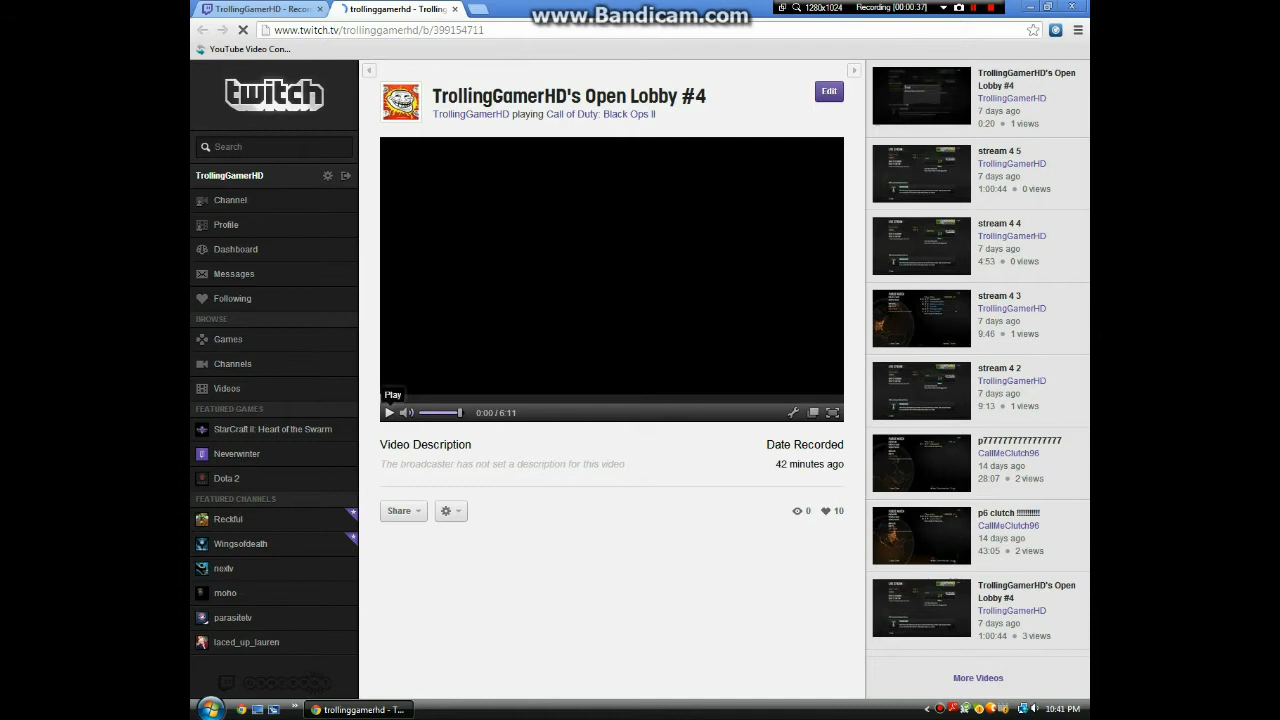 TrollingGamerHD - Recor
trollinggamerhd - Trolling
www.Bandicam.com
1280x1024
Recording [00:00:37]
www.twitch.tv/trollinggamerhd/b/399154711
YouTube Video Con...
twitch
Search
TrollingGamerHD
Channel
Profile
Dashboard
Messages
Following
BROWSE
Games
Channels
Videos
FEATURED GAMES
StarCraft II: Heart of the Swarm
Neverwinter
Dota 2
FEATURED CHANNELS
Reckful
Wingsofdeath
nexlv
moho
parasitetv
laced_up_lauren
TrollingGamerHD's Open Lobby #4
TrollingGamerHD playing Call of Duty: Black Ops II
Edit
Play
0:00 / 6:11
Video Description
Date Recorded
The broadcaster has not set a description for this video
42 minutes ago
Share
0
10
TrollingGamerHD's Open
Lobby #4
TrollingGamerHD
7 days ago
0:20 • 1 views
stream 4 5
TrollingGamerHD
7 days ago
1:00:44 • 0 views
stream 4 4
TrollingGamerHD
7 days ago
4:53 • 0 views
stream 4 3
TrollingGamerHD
7 days ago
9:46 • 1 views
stream 4 2
TrollingGamerHD
7 days ago
9:13 • 1 views
p7777777777777777
CallMeClutch96
14 days ago
28:07 • 2 views
p6 clutch !!!!!!!!!!!
CallMeClutch96
14 days ago
43:05 • 2 views
TrollingGamerHD's Open
Lobby #4
TrollingGamerHD
7 days ago
1:00:44 • 3 views
More Videos
trollinggamerhd - T...
10:41 PM